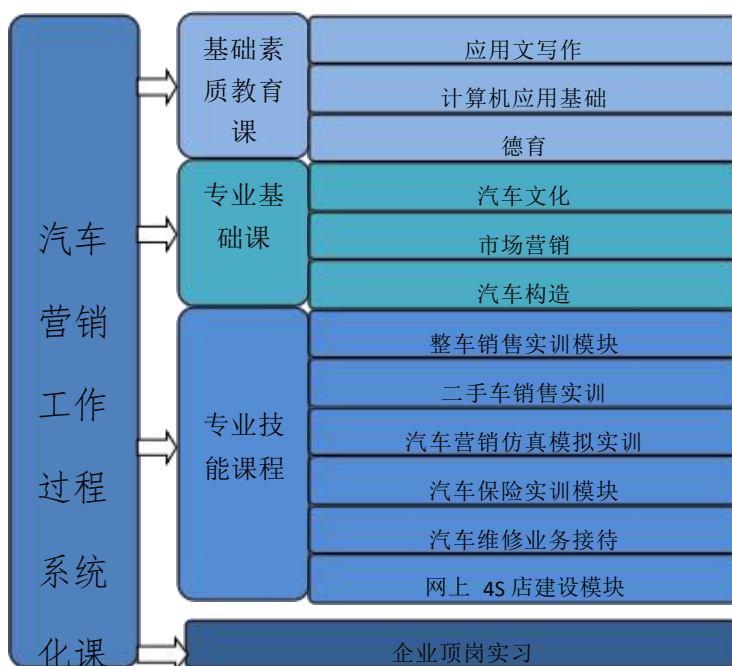 汽车
营销
工作
过程
系统
化课
基础素
质教育
课
应用文写作
计算机应用基础
德育
专业基
础课
汽车文化
市场营销
汽车构造
专业技
能课程
整车销售实训模块
二手车销售实训
汽车营销仿真模拟实训
汽车保险实训模块
汽车维修业务接待
网上 4S 店建设模块
企业顶岗实习